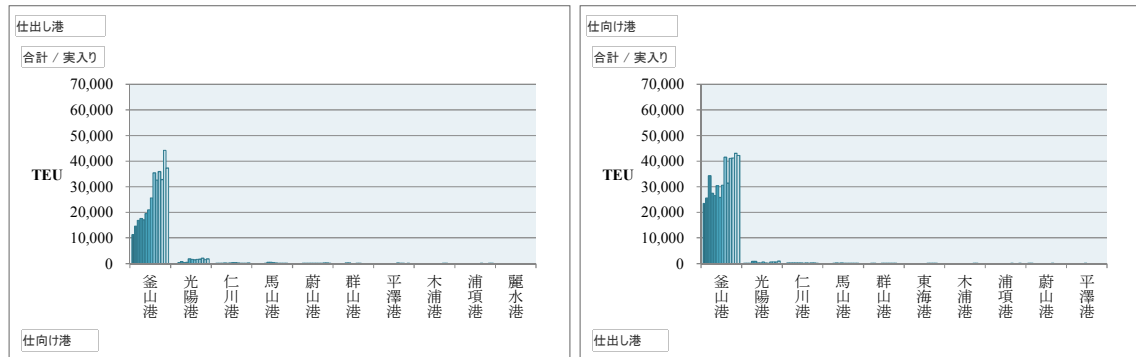 仕出し港
合計 / 実入り
70,000
60,000
50,000
40,000
30,000
20,000
10,000
0
TEU
釜山港
光陽港
仁川港
馬山港
蔚山港
群山港
平澤港
木浦港
浦項港
麗水港
仕向け港
仕向け港
合計 / 実入り
70,000
60,000
50,000
40,000
30,000
20,000
10,000
0
TEU
釜山港
光陽港
仁川港
馬山港
群山港
東海港
木浦港
浦項港
蔚山港
平澤港
仕出し港